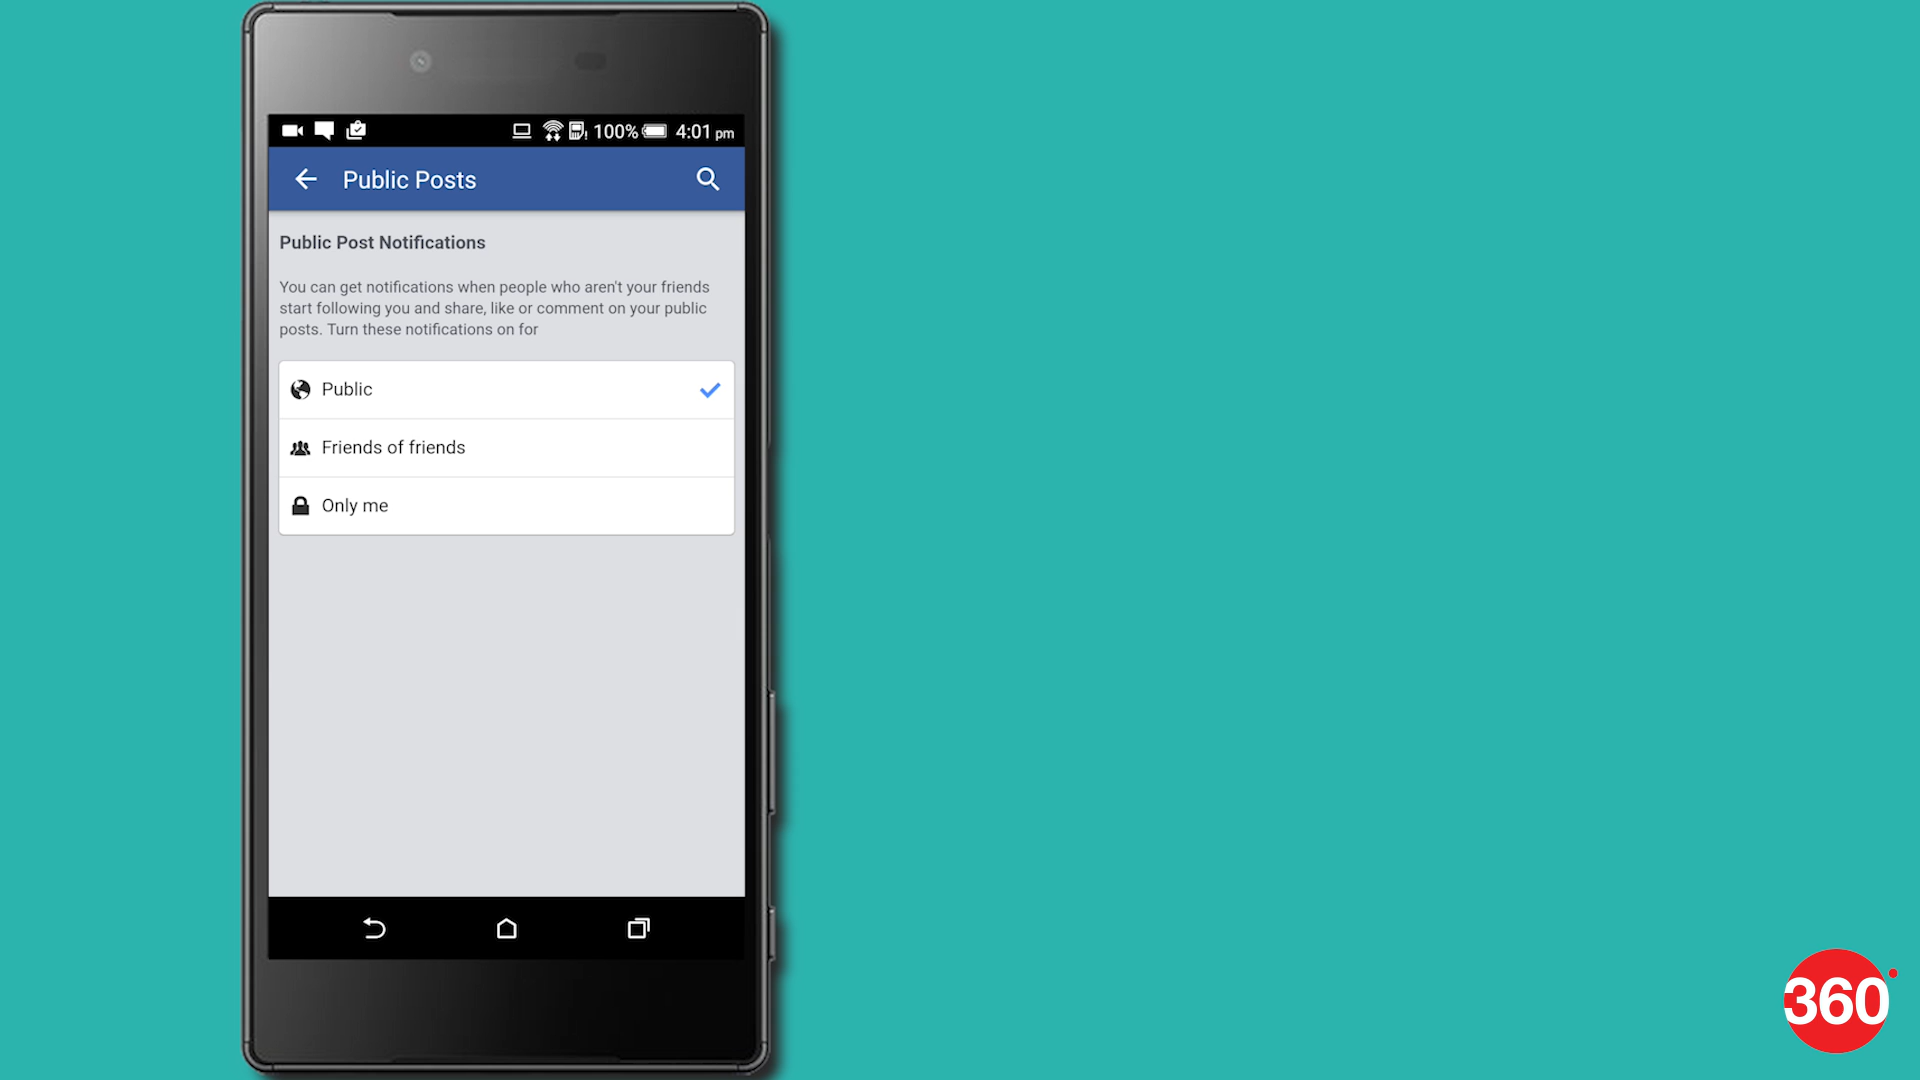 100% 4:01 pm
Public Posts
Public Post Notifications
You can get notifications when people who aren't your friends
start following you and share, like or comment on your public
posts. Turn these notifications on for
Public
Friends of friends
Only me
360